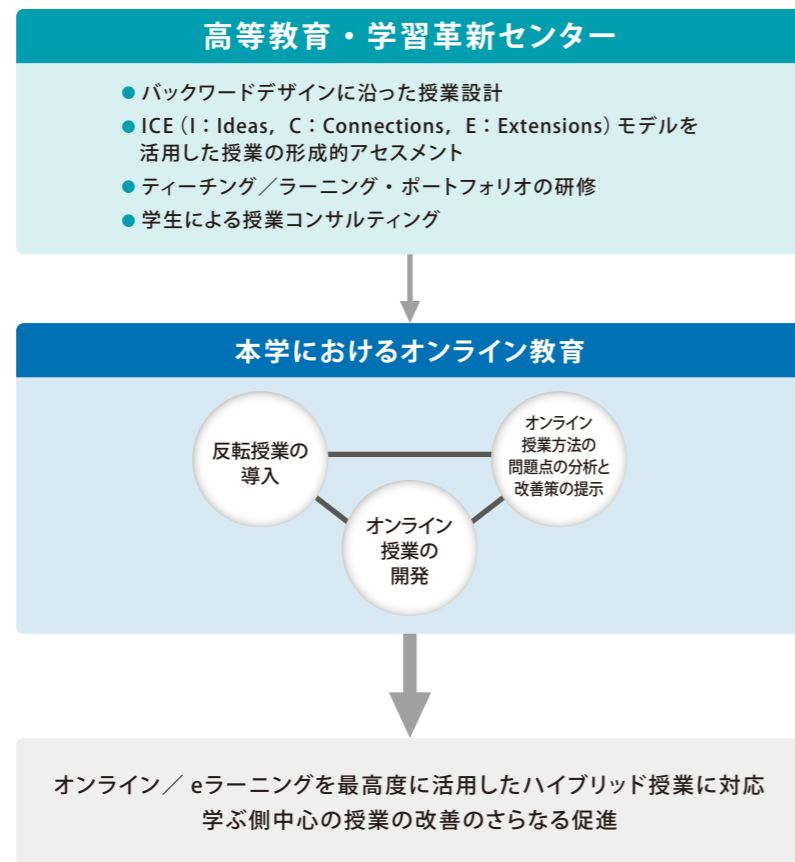 高等教育・学習革新センター
● バックワードデザインに沿った授業設計
● ICE（I：Ideas, C：Connections, E：Extensions）モデルを
活用した授業の形成的アセスメント
● ティーチング／ラーニング・ポートフォリオの研修
● 学生による授業コンサルティング
本学におけるオンライン教育
反転授業の
導入
オンライン
授業方法の
問題点の分析と
改善策の提示
オンライン
授業の
開発
オンライン／ eラーニングを最高度に活用したハイブリッド授業に対応
学ぶ側中心の授業の改善のさらなる促進